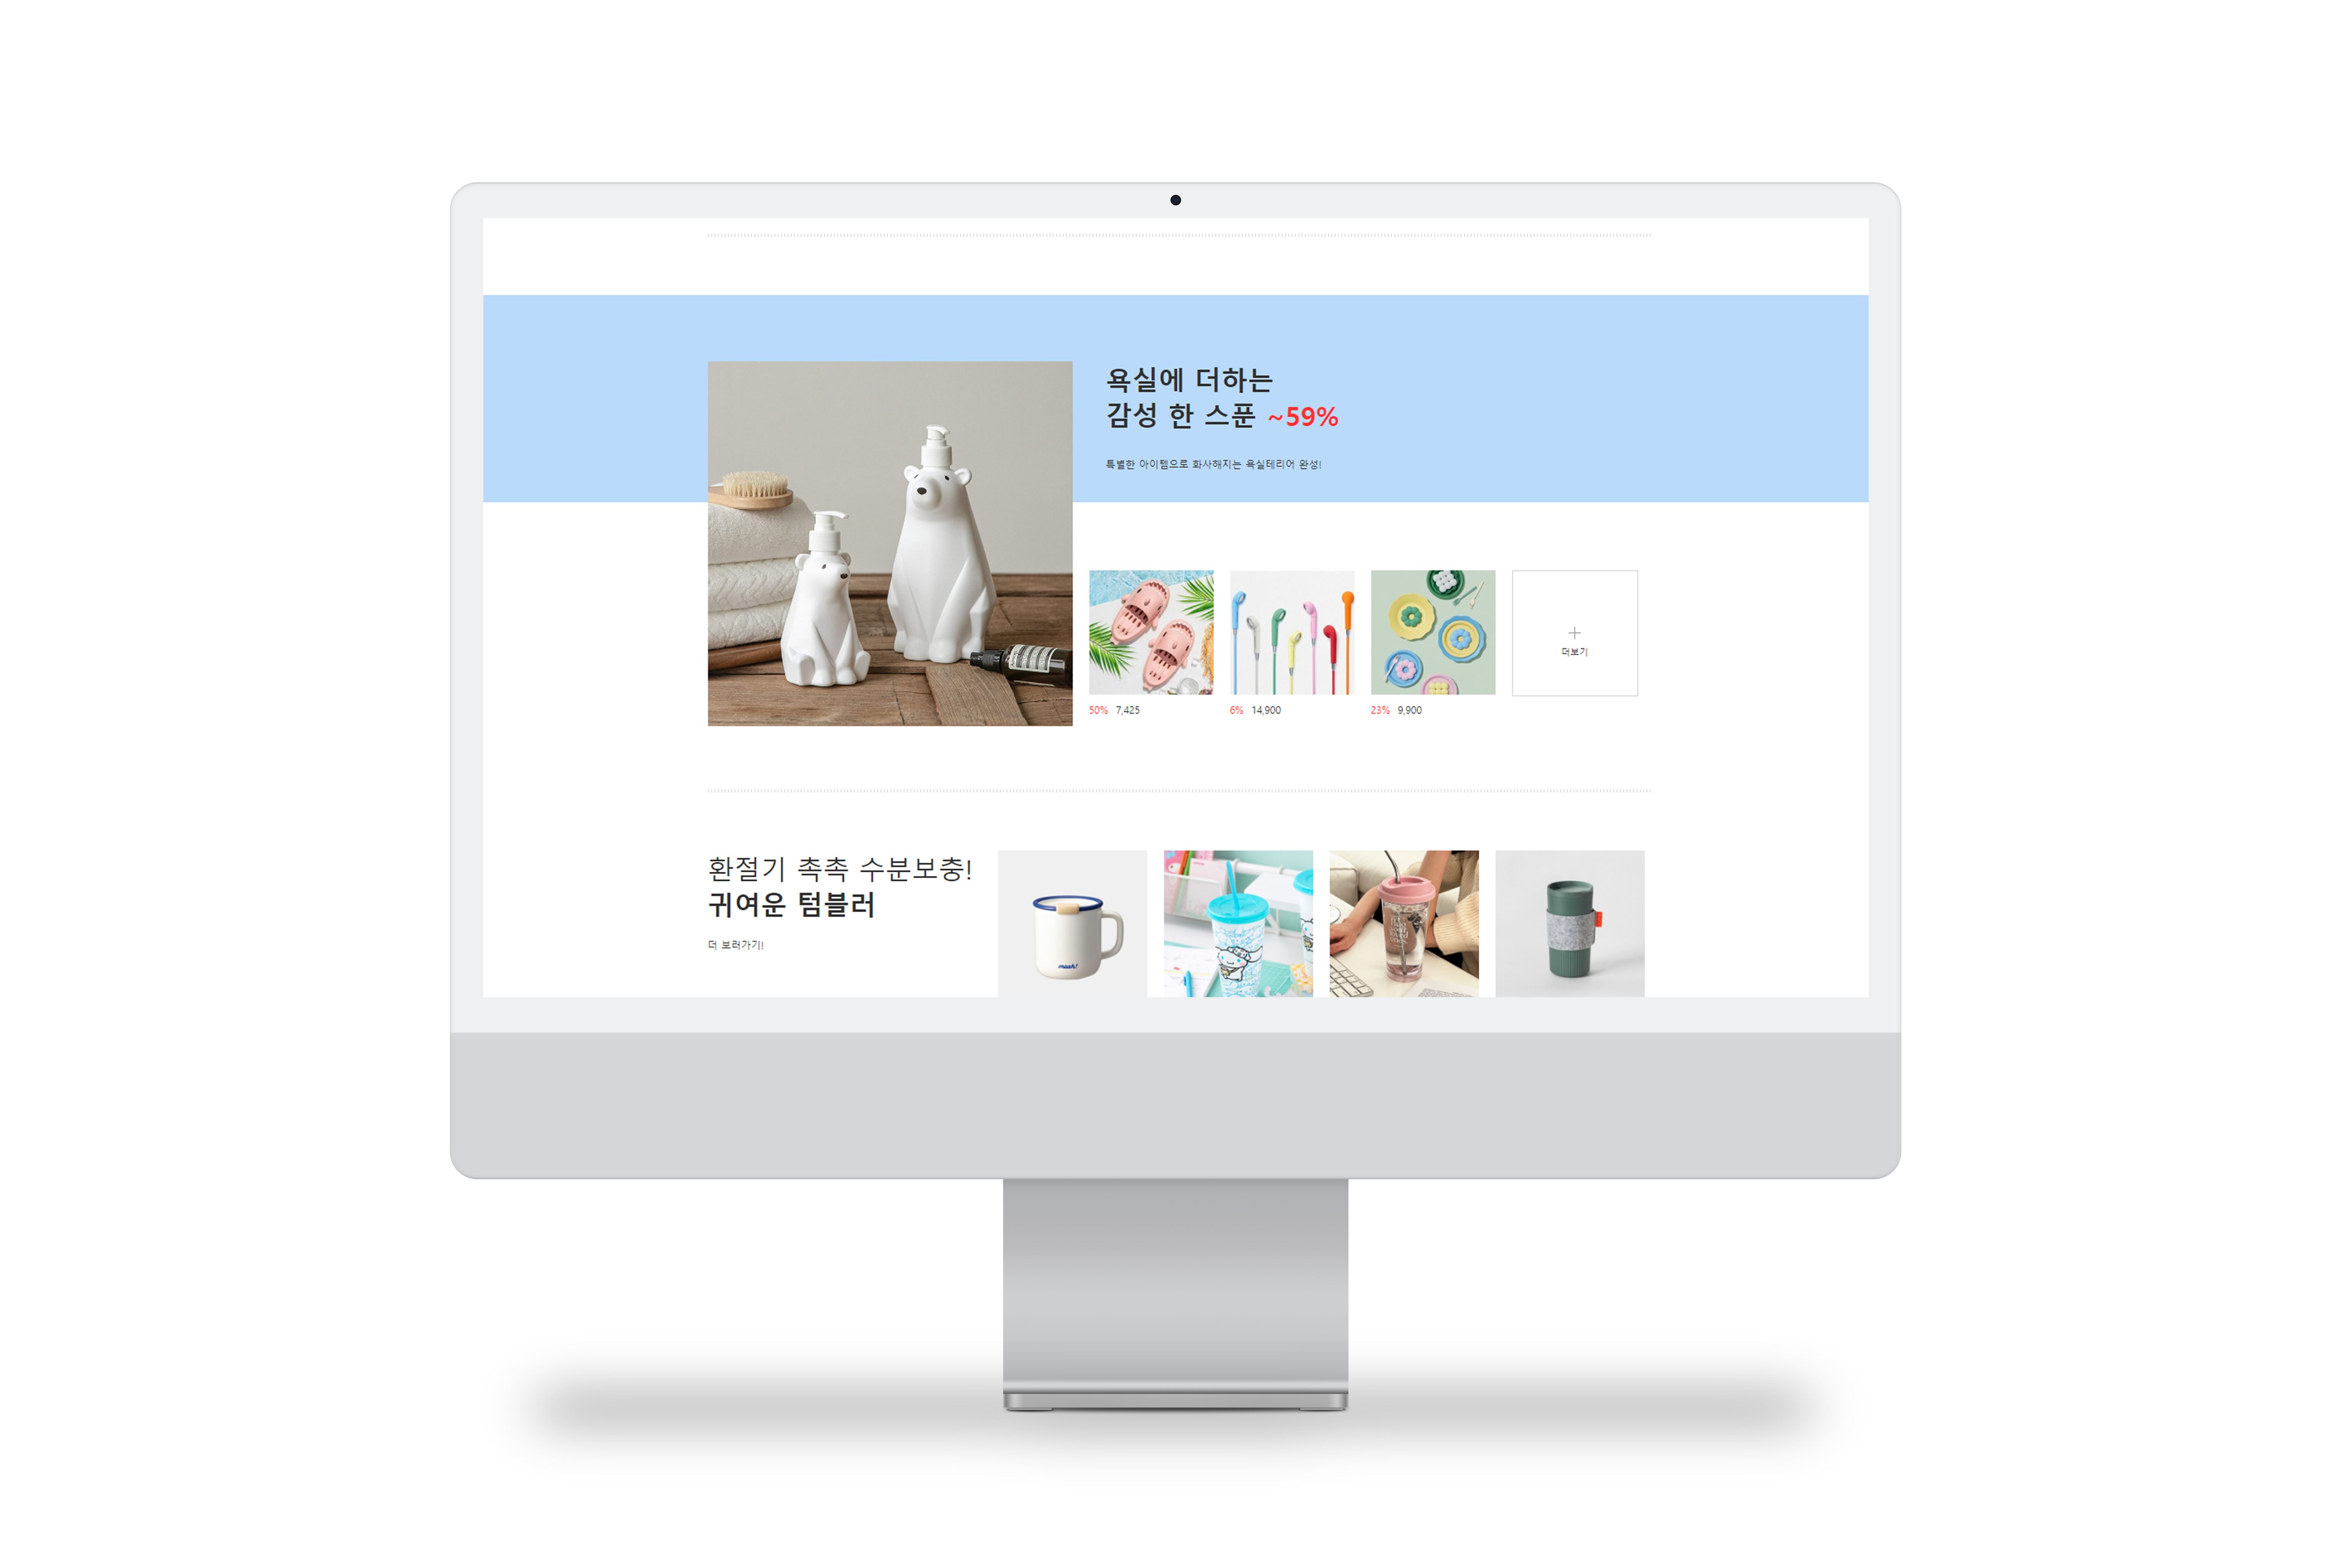 욕실에 더하는
감성 한 스푼 ~59%
특별한 아이템으로 화사해지는 욕실테리어 완성!
50% 7,425
6% 14,900
23% 9,900
더보기
환절기 촉촉 수분보충!
귀여운 텀블러
더 보러가기!
mush!